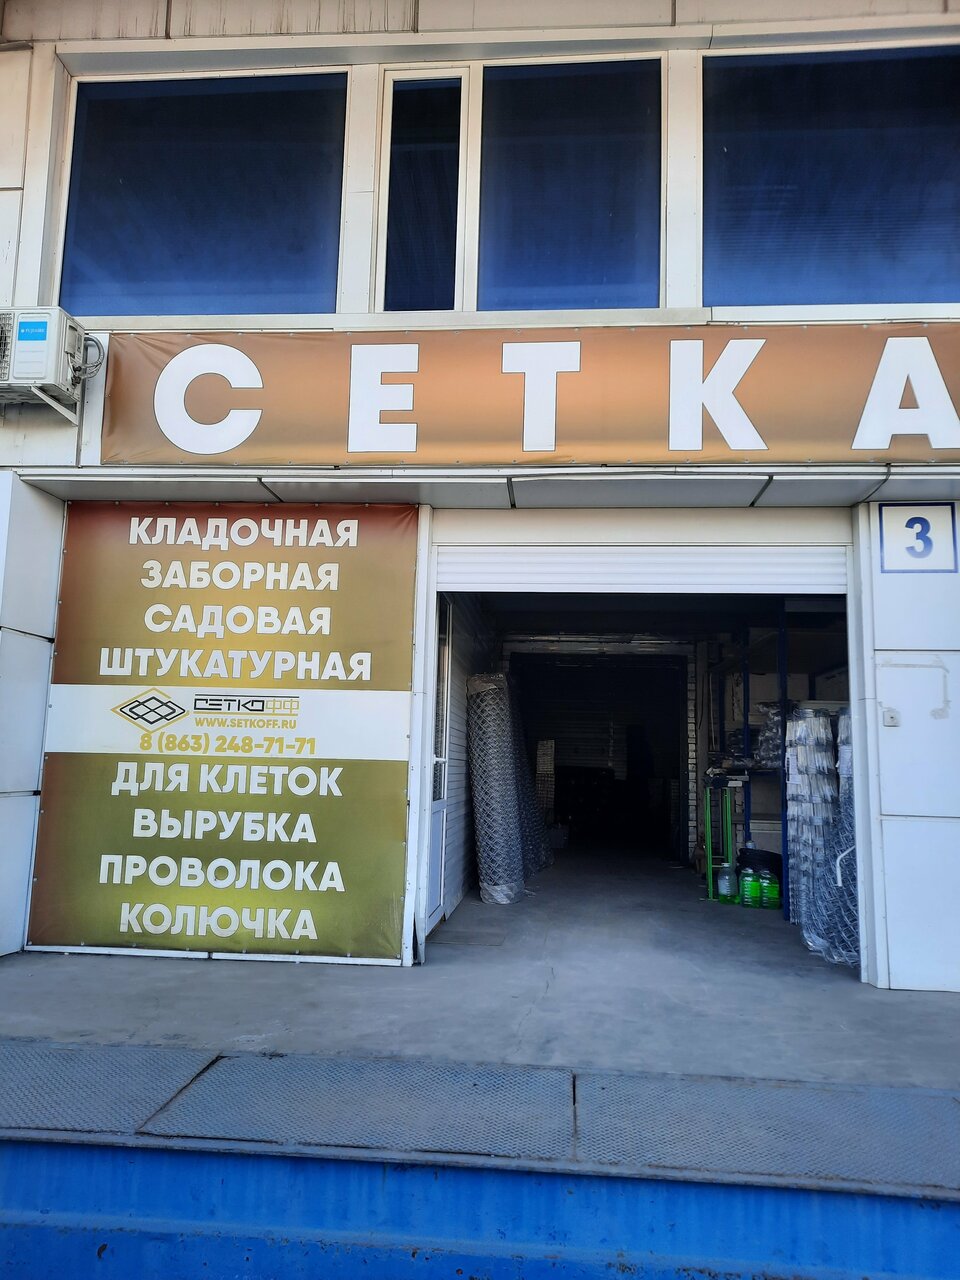 СЕТКА
КЛАДОЧНАЯ
ЗАБОРНАЯ
САДОВАЯ
ШТУКАТУРНАЯ
СЕТКОФФ
WWW.SETKOFF.RU
8 (863) 248-71-71
ДЛЯ КЛЕТОК
ВЫРУБКА
ПРОВОЛОКА
КОЛЮЧКА
3